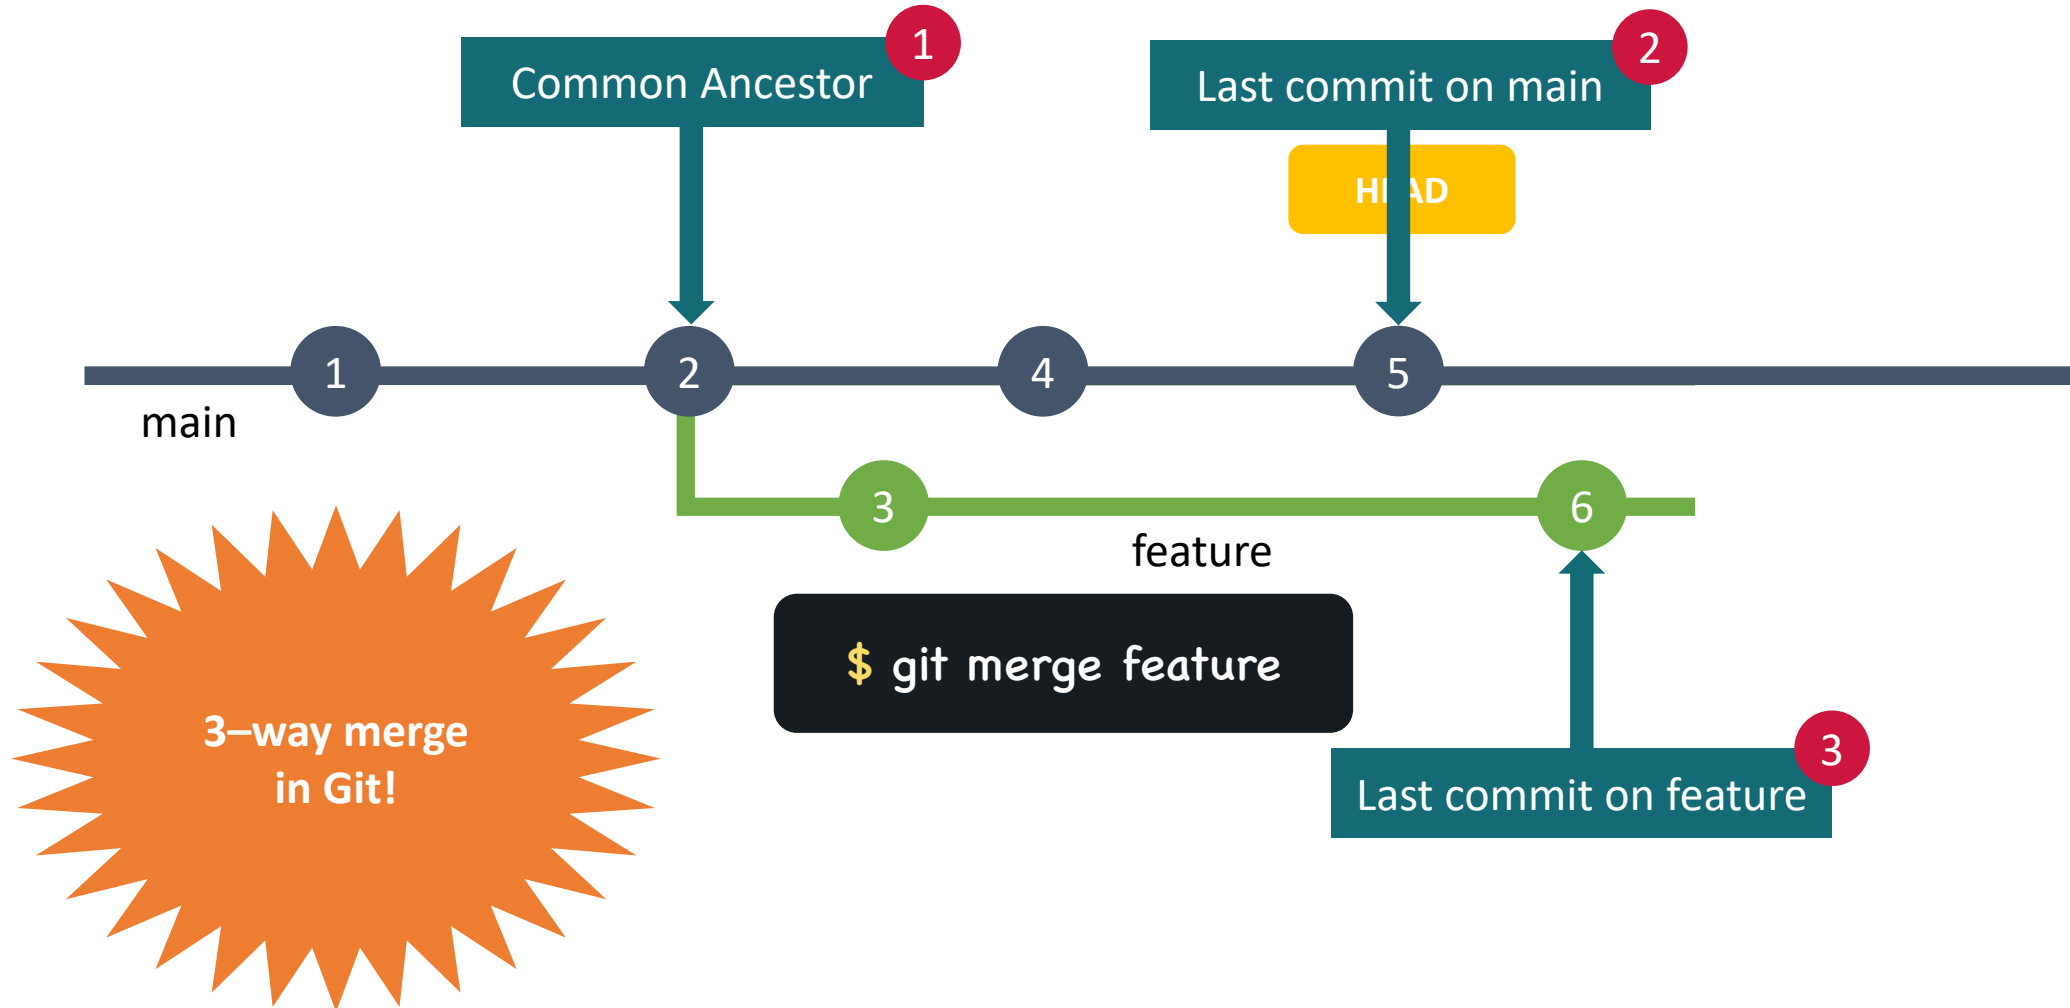 1
Common Ancestor
2
Last commit on main
HEAD
1
2
4
5
main
3
6
feature
$ git merge feature
3–way merge
in Git!
3
Last commit on feature